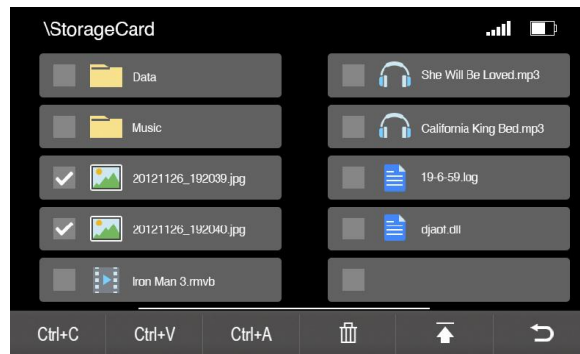 \StorageCard
Data
Music
20121126_192039.jpg
20121126_192040.jpg
Iron Man 3.rmvb
She Will Be Loved.mp3
California King Bed.mp3
19-6-59.log
djaof.dll
Ctrl+C Ctrl+V Ctrl+A